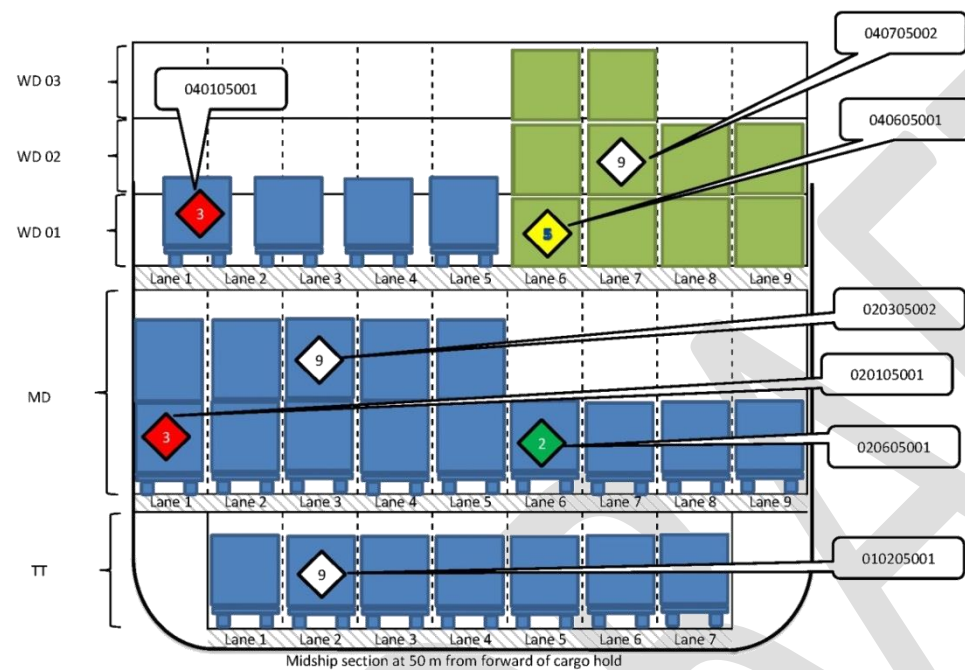 040705002
WD 03
040105001
040605001
WD 02
9
WD 01
3
5
Lane 1 Lane 2 Lane 3 Lane 4 Lane 5 Lane 6 Lane 7 Lane 8 Lane 9
020305002
9
020105001
MD
3
2
020605001
Lane 1 Lane 2 Lane 3 Lane 4 Lane 5 Lane 6 Lane 7 Lane 8 Lane 9
010205001
TT
9
Lane 1 Lane 2 Lane 3 Lane 4 Lane 5 Lane 6 Lane 7
Midship section at 50 m from forward of cargo hold